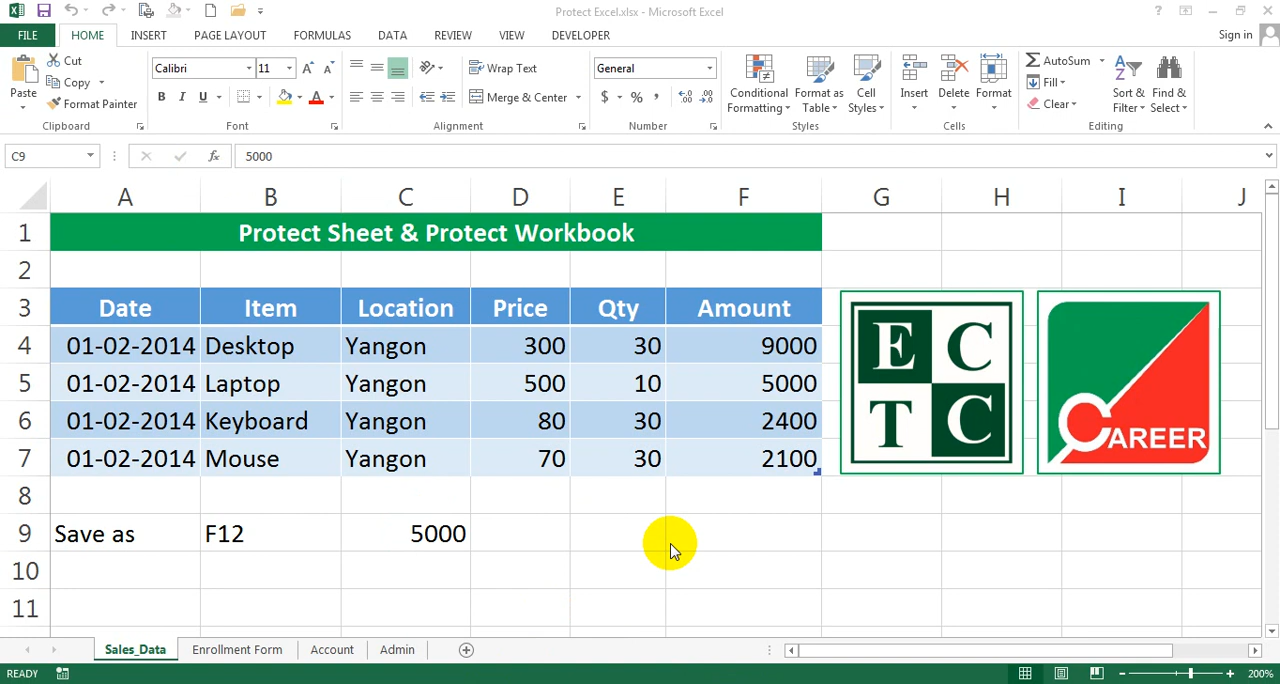 Protect Excel.xlsx - Microsoft Excel
?
FILE HOME INSERT PAGE LAYOUT FORMULAS DATA REVIEW VIEW DEVELOPER Sign in
Cut
Copy
Format Painter
Paste
Clipboard
Calibri 11
B I U
Font
Wrap Text
Merge & Center
Alignment
General
$ % ,
Number
Conditional Formatting
Format as Table
Cell Styles
Styles
Insert Delete Format
Cells
AutoSum
Fill
Clear
Sort & Filter
Find & Select
Editing
C9 fx 5000
A B C D E F G H I J
1 Protect Sheet & Protect Workbook
2
3 Date Item Location Price Qty Amount
4 01-02-2014 Desktop Yangon 300 30 9000
5 01-02-2014 Laptop Yangon 500 10 5000
6 01-02-2014 Keyboard Yangon 80 30 2400
7 01-02-2014 Mouse Yangon 70 30 2100
E C
T C
CAREER
8
9 Save as F12 5000
10
11
Sales_Data Enrollment Form Account Admin
READY 200%